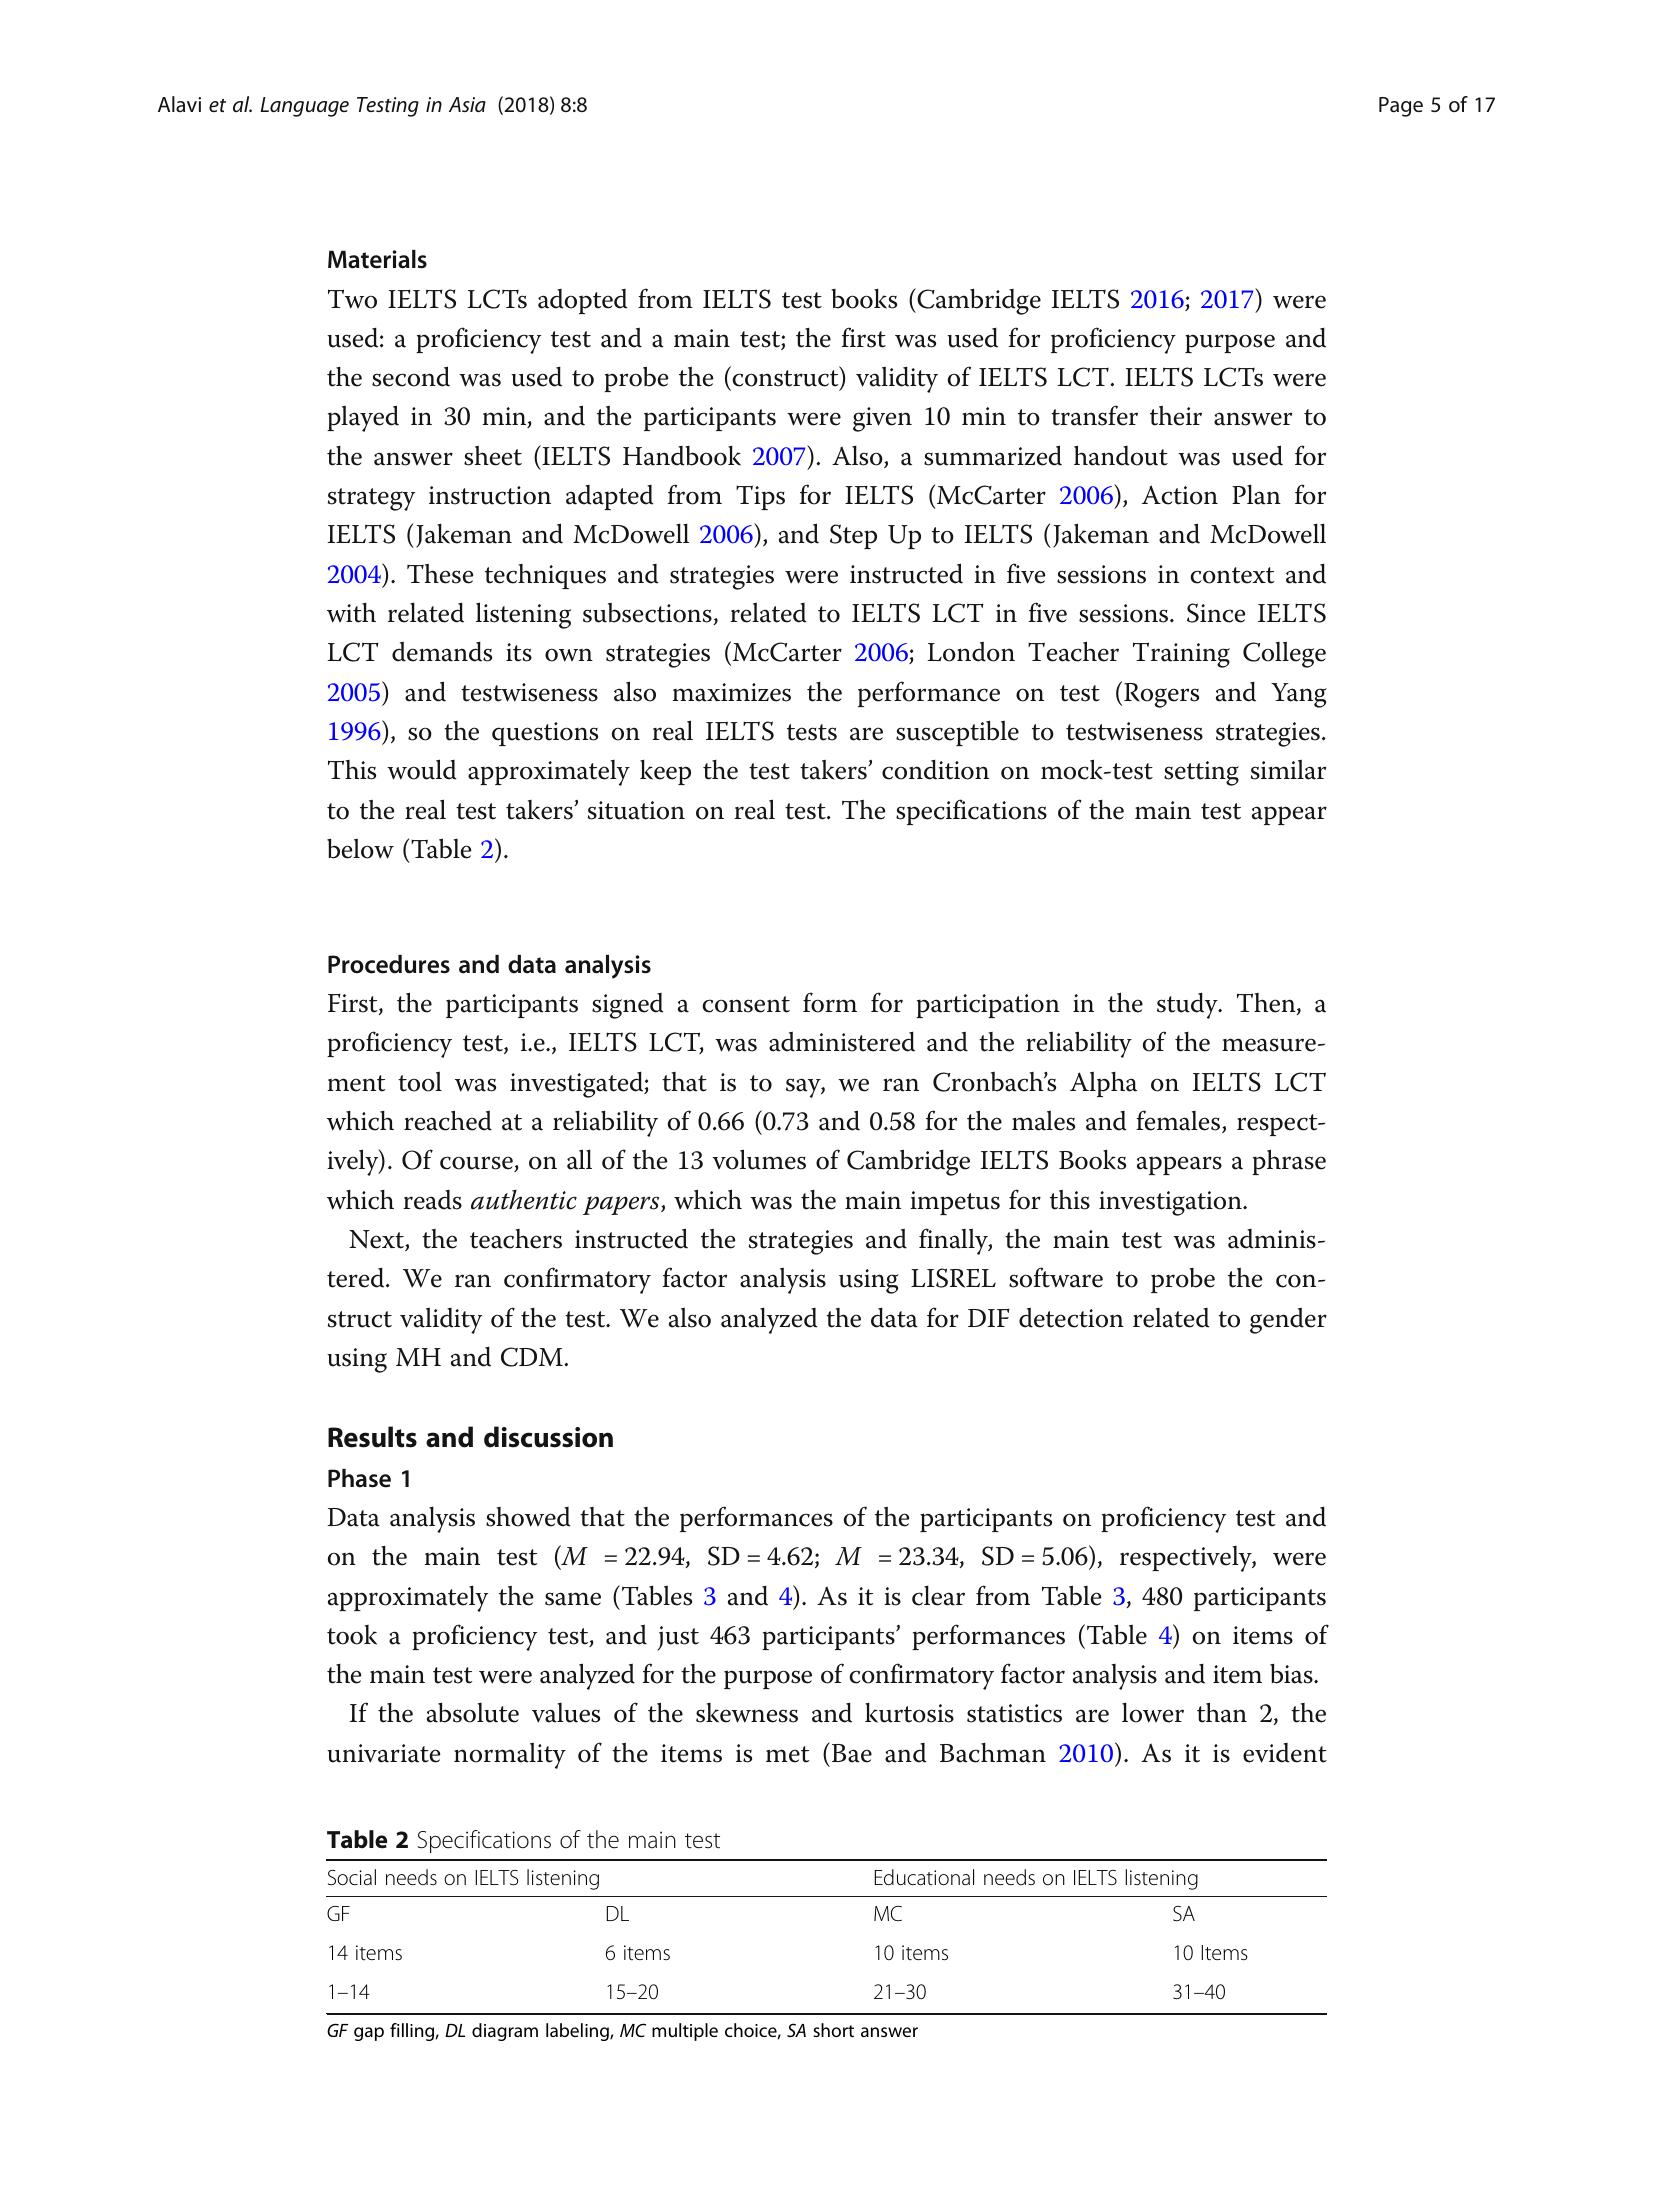 Alavi et al. Language Testing in Asia (2018) 8:8 Page 5 of 17
Materials
Two IELTS LCTs adopted from IELTS test books (Cambridge IELTS 2016; 2017) were
used: a proficiency test and a main test; the first was used for proficiency purpose and
the second was used to probe the (construct) validity of IELTS LCT. IELTS LCTs were
played in 30 min, and the participants were given 10 min to transfer their answer to
the answer sheet (IELTS Handbook 2007). Also, a summarized handout was used for
strategy instruction adapted from Tips for IELTS (McCarter 2006), Action Plan for
IELTS (Jakeman and McDowell 2006), and Step Up to IELTS (Jakeman and McDowell
2004). These techniques and strategies were instructed in five sessions in context and
with related listening subsections, related to IELTS LCT in five sessions. Since IELTS
LCT demands its own strategies (McCarter 2006; London Teacher Training College
2005) and testwiseness also maximizes the performance on test (Rogers and Yang
1996), so the questions on real IELTS tests are susceptible to testwiseness strategies.
This would approximately keep the test takers’ condition on mock-test setting similar
to the real test takers’ situation on real test. The specifications of the main test appear
below (Table 2).
Procedures and data analysis
First, the participants signed a consent form for participation in the study. Then, a
proficiency test, i.e., IELTS LCT, was administered and the reliability of the measure-
ment tool was investigated; that is to say, we ran Cronbach’s Alpha on IELTS LCT
which reached at a reliability of 0.66 (0.73 and 0.58 for the males and females, respect-
ively). Of course, on all of the 13 volumes of Cambridge IELTS Books appears a phrase
which reads authentic papers, which was the main impetus for this investigation.
Next, the teachers instructed the strategies and finally, the main test was adminis-
tered. We ran confirmatory factor analysis using LISREL software to probe the con-
struct validity of the test. We also analyzed the data for DIF detection related to gender
using MH and CDM.
Results and discussion
Phase 1
Data analysis showed that the performances of the participants on proficiency test and
on the main test (M = 22.94, SD = 4.62; M = 23.34, SD = 5.06), respectively, were
approximately the same (Tables 3 and 4). As it is clear from Table 3, 480 participants
took a proficiency test, and just 463 participants’ performances (Table 4) on items of
the main test were analyzed for the purpose of confirmatory factor analysis and item bias.
If the absolute values of the skewness and kurtosis statistics are lower than 2, the
univariate normality of the items is met (Bae and Bachman 2010). As it is evident
Table 2 Specifications of the main test
Social needs on IELTS listening Educational needs on IELTS listening
GF DL MC SA
14 items 6 items 10 items 10 Items
1–14 15–20 21–30 31–40
GF gap filling, DL diagram labeling, MC multiple choice, SA short answer